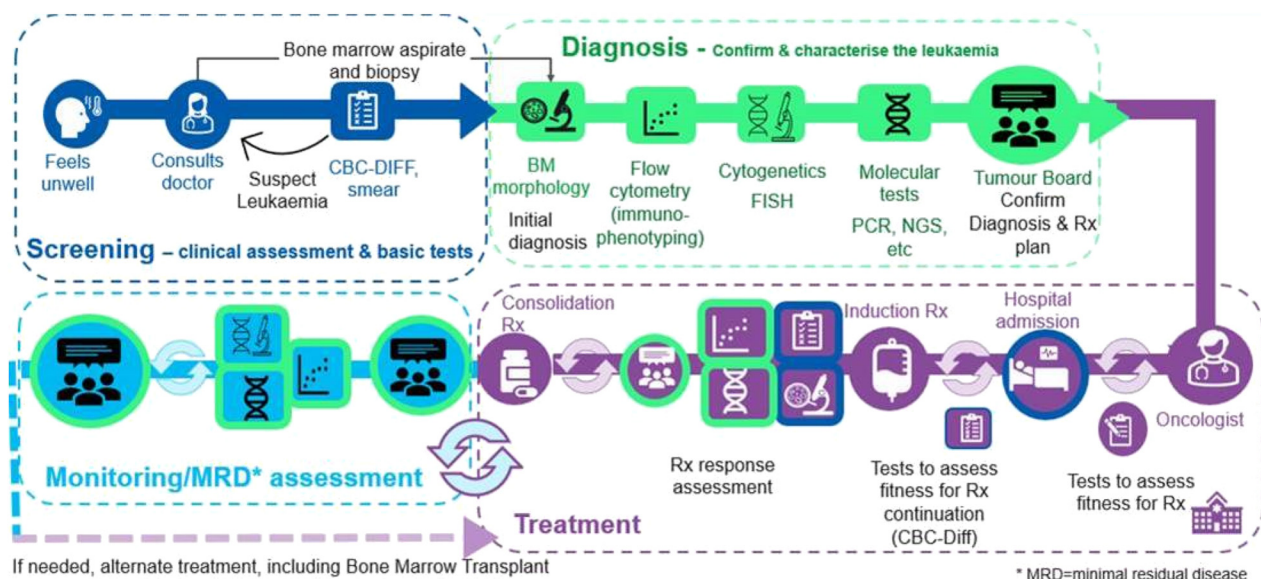 Bone marrow aspirate
and biopsy
Feels
unwell
Consults
doctor
Suspect
Leukaemia
CBC-DIFF,
smear
Screening – clinical assessment & basic tests
Diagnosis - Confirm & characterise the leukaemia
BM
morphology
Initial
diagnosis
Flow
cytometry
(immuno-
phenotyping)
Cytogenetics
FISH
Molecular
tests
PCR, NGS,
etc
Tumour Board
Confirm
Diagnosis & Rx
plan
Consolidation
Rx
Induction Rx
Hospital
admission
Oncologist
Rx response
assessment
Tests to assess
fitness for Rx
continuation
(CBC-Diff)
Tests to assess
fitness for Rx
Monitoring/MRD* assessment
Treatment
If needed, alternate treatment, including Bone Marrow Transplant
* MRD=minimal residual disease